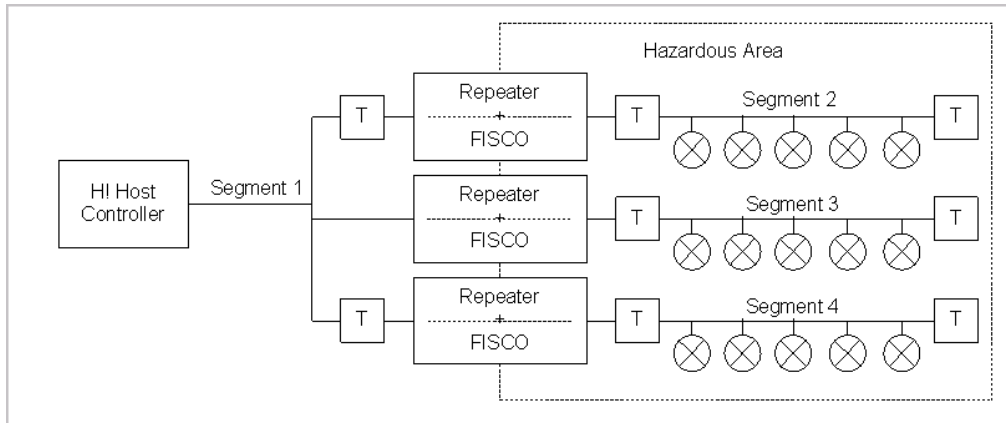 Hazardous Area
T
Repeater
+
FISCO
T
Segment 2
T
H! Host
Controller
Segment 1
Repeater
+
FISCO
T
Segment 3
T
T
Repeater
+
FISCO
T
Segment 4
T